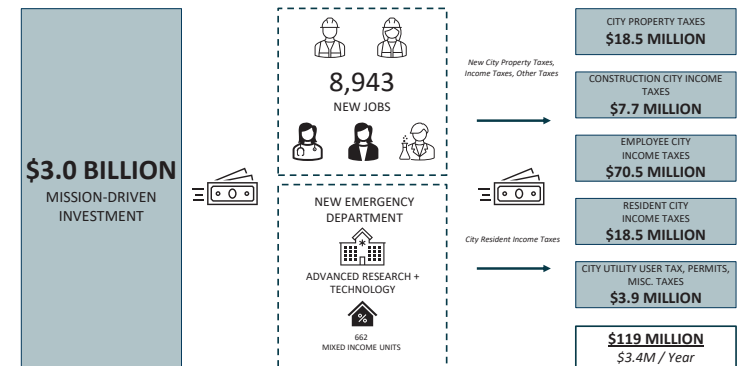 $3.0 BILLION
MISSION-DRIVEN
INVESTMENT
8,943
NEW JOBS
NEW EMERGENCY
DEPARTMENT
ADVANCED RESEARCH +
TECHNOLOGY
%
662
MIXED INCOME UNITS
New City Property Taxes,
Income Taxes, Other Taxes
City Resident Income Taxes
CITY PROPERTY TAXES
$18.5 MILLION
CONSTRUCTION CITY INCOME
TAXES
$7.7 MILLION
EMPLOYEE CITY
INCOME TAXES
$70.5 MILLION
RESIDENT CITY
INCOME TAXES
$18.5 MILLION
CITY UTILITY USER TAX, PERMITS,
MISC. TAXES
$3.9 MILLION
$119 MILLION
$3.4M / Year